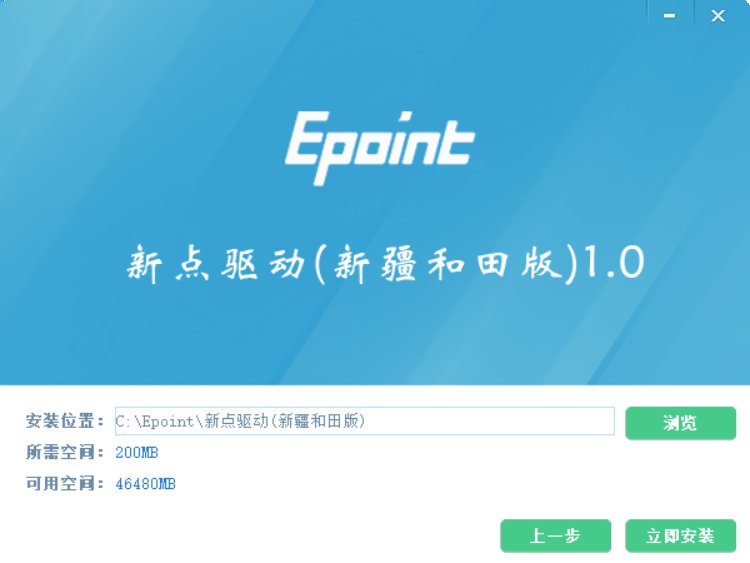 Epoint
新点驱动(新疆和田版)1.0
安装位置： C:\Epoint\新点驱动(新疆和田版) 浏览
所需空间： 200MB
可用空间： 46480MB
上一步 立即安装